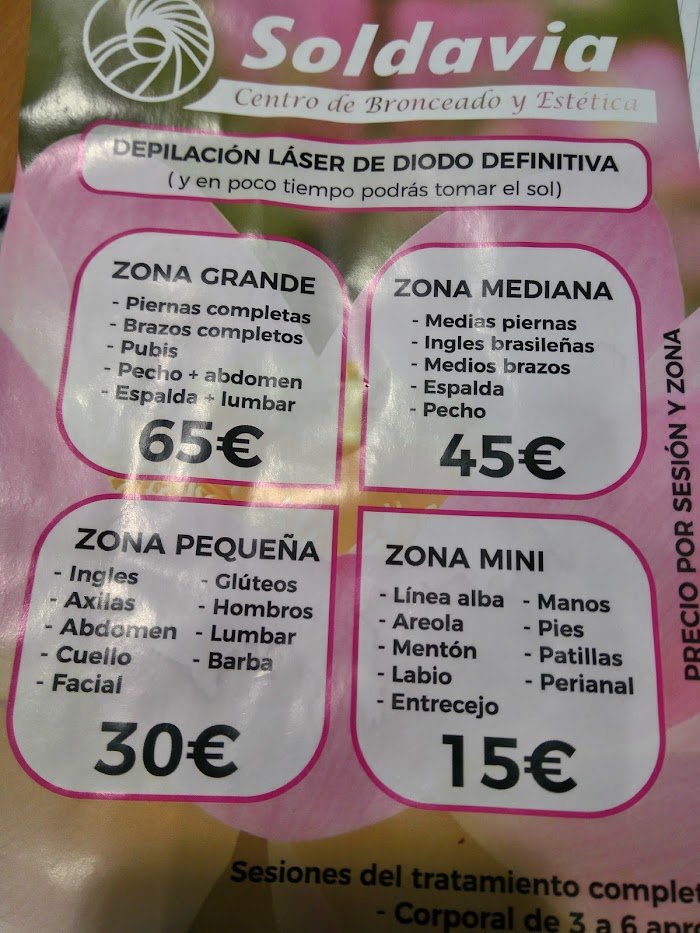 Soldavia
Centro de Bronceado y Estética
DEPILACIÓN LÁSER DE DIODO DEFINITIVA
(y en poco tiempo podrás tomar el sol)
ZONA GRANDE
- Piernas completas
- Brazos completos
- Pubis
- Pecho + abdomen
- Espalda + lumbar
65€
ZONA MEDIANA
- Medias piernas
- Ingles brasileñas
- Medios brazos
- Espalda
- Pecho
45€
ZONA PEQUEÑA
- Ingles
- Axilas
- Abdomen
- Cuello
- Facial
- Glúteos
- Hombros
- Lumbar
- Barba
30€
ZONA MINI
- Línea alba
- Areola
- Mentón
- Labio
- Entrecejo
- Manos
- Pies
- Patillas
- Perianal
15€
PRECIO POR SESIÓN Y ZONA
Sesiones del tratamiento complet
- Corporal de 3 a 6 apro